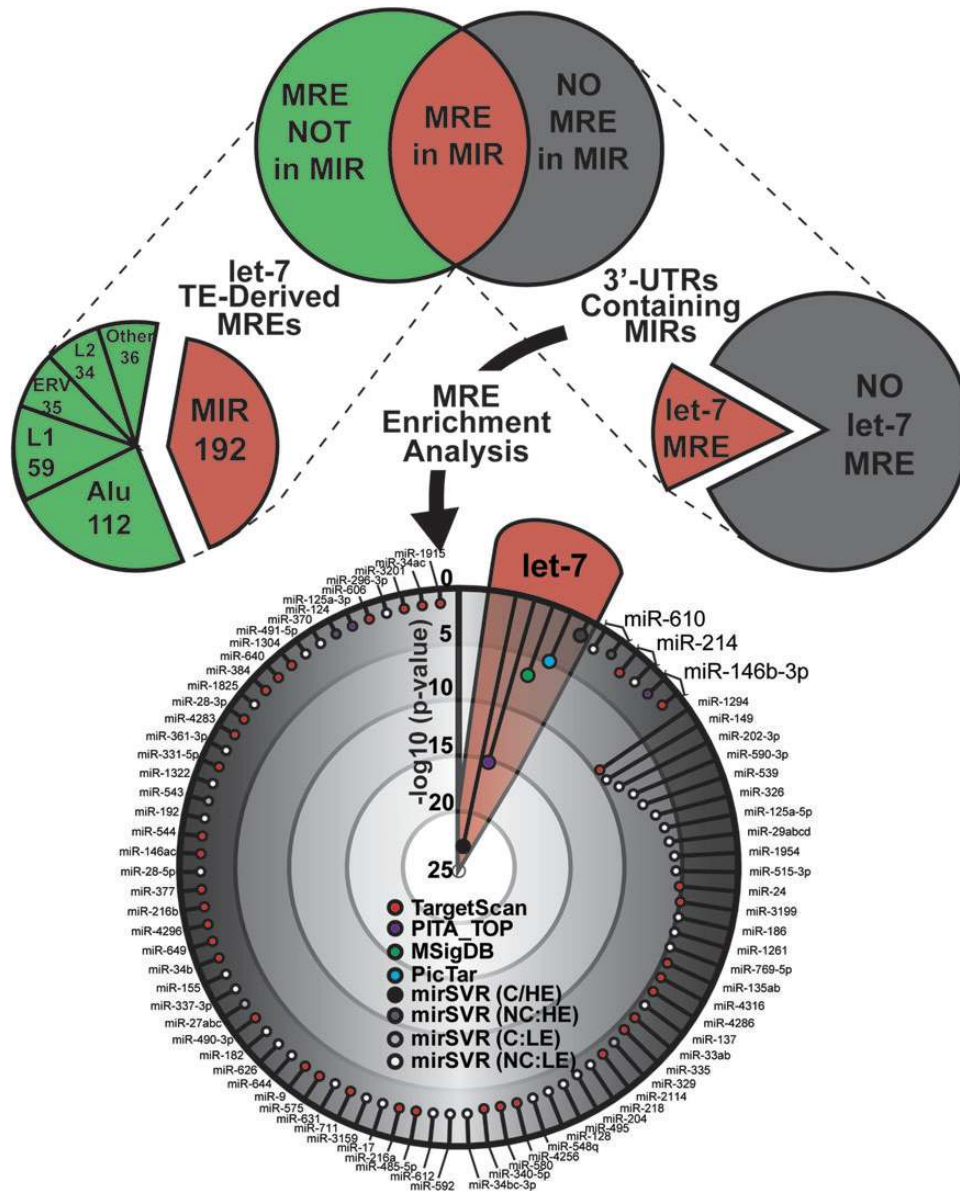 MRE
NOT
in MIR
MRE
in MIR
NO
MRE
in MIR
let-7
TE-Derived
MREs
3'-UTRs
Containing
MIRs
Other
36
L2
34
ERV
35
L1
59
Alu
112
MIR
192
MRE
Enrichment
Analysis
let-7
MRE
NO
let-7
MRE
let-7
miR-610
miR-214
miR-146b-3p
miR-1294
miR-149
miR-202-3p
miR-590-3p
miR-539
miR-326
miR-125a-5p
miR-29abcd
miR-1954
miR-515-3p
miR-24
miR-3199
miR-186
miR-1261
miR-769-5p
miR-135ab
miR-4316
miR-4286
miR-137
miR-33ab
miR-335
miR-329
miR-2114
miR-218
miR-204
miR-495
miR-128
miR-548q
miR-4256
miR-580
miR-340-5p
miR-34bc-3p
miR-592
miR-612
miR-485-5p
miR-216a
miR-17
miR-3159
miR-711
miR-631
miR-575
miR-9
miR-644
miR-626
miR-182
miR-490-3p
miR-27abc
miR-337-3p
miR-155
miR-34b
miR-649
miR-4296
miR-216b
miR-377
miR-28-5p
miR-146ac
miR-544
miR-192
miR-543
miR-1322
miR-331-5p
miR-361-3p
miR-4283
miR-28-3p
miR-1825
miR-384
miR-640
miR-1304
miR-491-5p
miR-370
miR-124
miR-125a-3p
miR-606
miR-296-3p
miR-3201
miR-34ac
miR-1915
0
5
10
15
20
25
-log10 (p-value)
TargetScan
PITA_TOP
MSigDB
PicTar
mirSVR (C/HE)
mirSVR (NC:HE)
mirSVR (C:LE)
mirSVR (NC:LE)